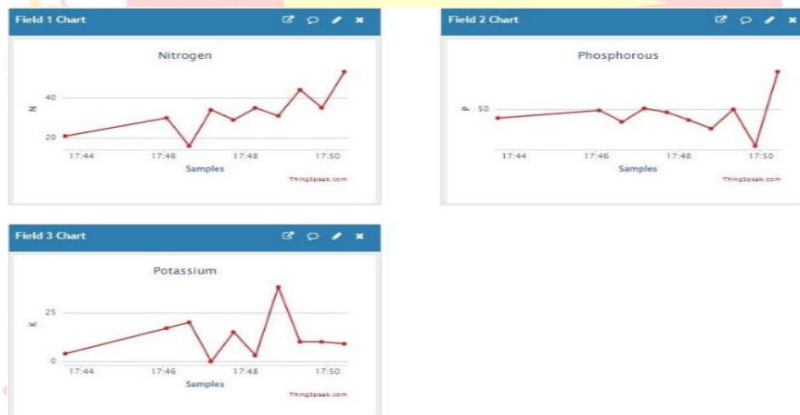 Field 1 Chart
Nitrogen
N
40
20
17:44 17:46 17:48 17:50
Samples
ThingSpeak.com
Field 2 Chart
Phosphorous
P
50
17:44 17:46 17:48 17:50
Samples
ThingSpeak.com
Field 3 Chart
Potassium
K
25
0
17:44 17:46 17:48 17:50
Samples
ThingSpeak.com